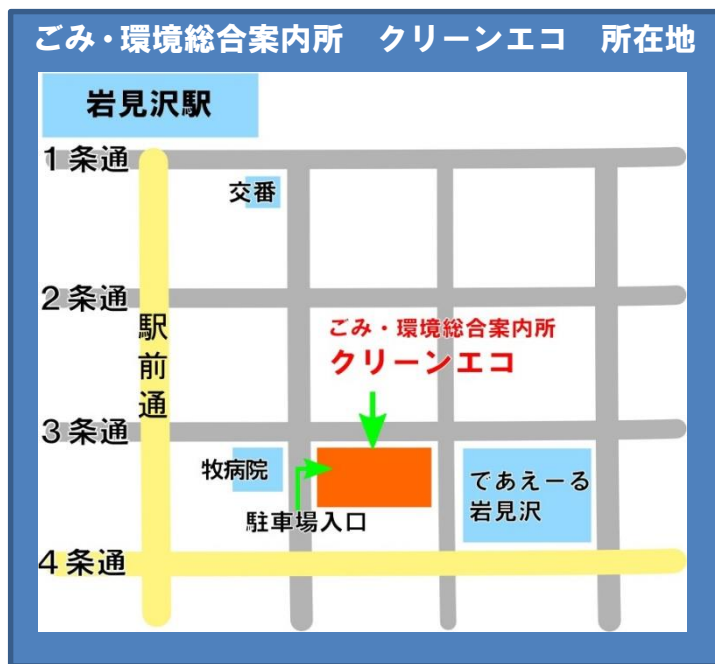 ごみ・環境総合案内所　クリーンエコ　所在地
岩見沢駅
1条通
交番
2条通
駅前通
ごみ・環境総合案内所
クリーンエコ
3条通
牧病院
であえーる
岩見沢
駐車場入口
4条通